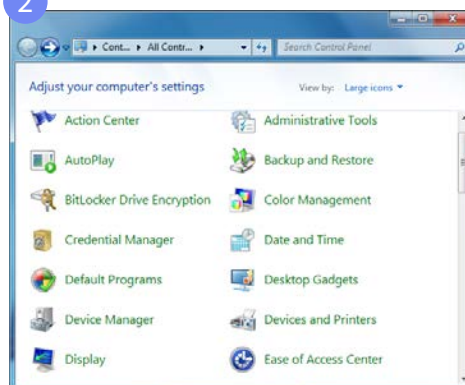 2
Cont... All Contr... Search Control Panel
Adjust your computer's settings View by: Large icons
Action Center Administrative Tools
AutoPlay Backup and Restore
BitLocker Drive Encryption Color Management
Credential Manager Date and Time
Default Programs Desktop Gadgets
Device Manager Devices and Printers
Display Ease of Access Center